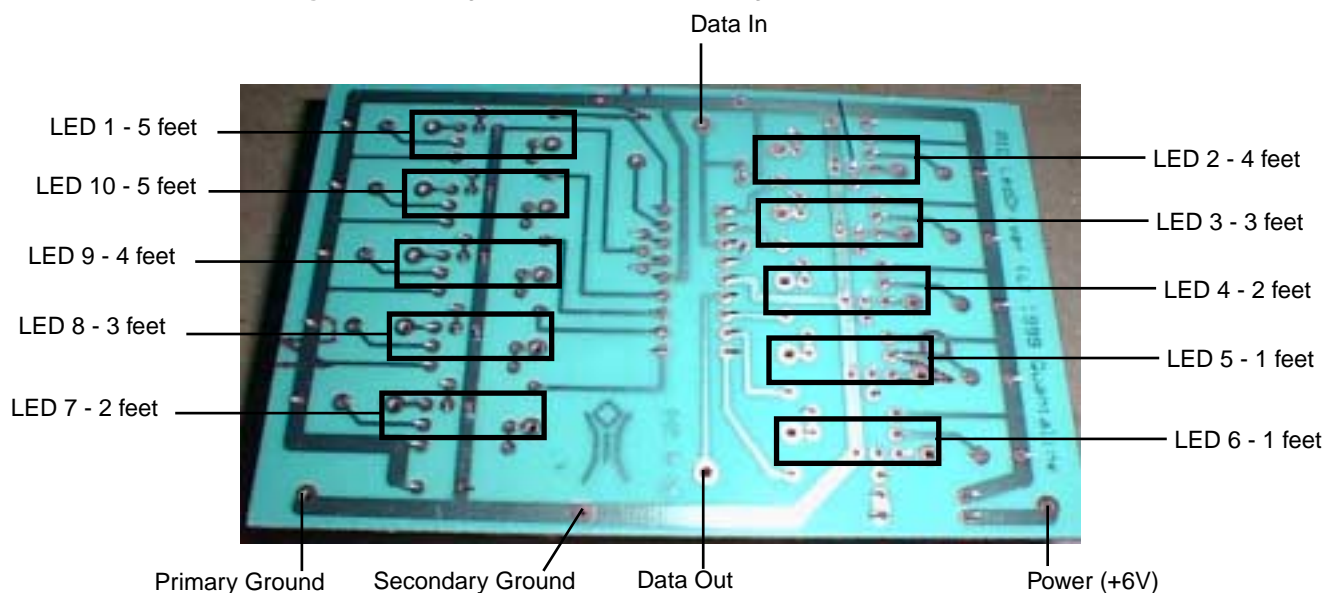 Data In
LED 1 - 5 feet
LED 10 - 5 feet
LED 9 - 4 feet
LED 8 - 3 feet
LED 7 - 2 feet
LED 2 - 4 feet
LED 3 - 3 feet
LED 4 - 2 feet
LED 5 - 1 feet
LED 6 - 1 feet
Primary Ground
Secondary Ground
Data Out
Power (+6V)